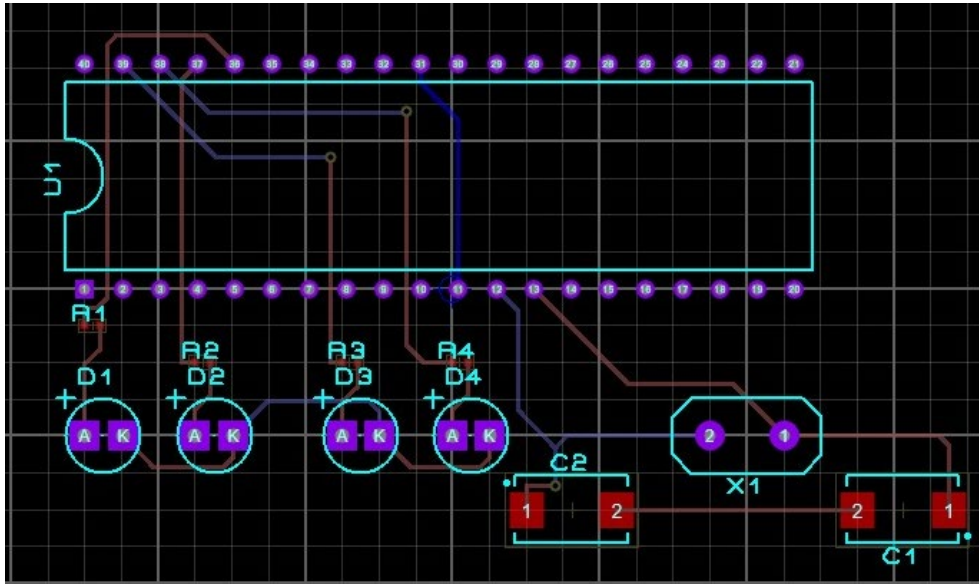 40 39 38 37 36 35 34 33 32 31 30 29 28 27 26 25 24 23 22 21
U1
1 2 3 4 5 6 7 8 9 10 11 12 13 14 15 16 17 18 19 20
R1
R2 R3 R4
D1 D2 D3 D4
+ + + +
A K A K A K A K 2 1
C2
X1
1 2 2 1
C1